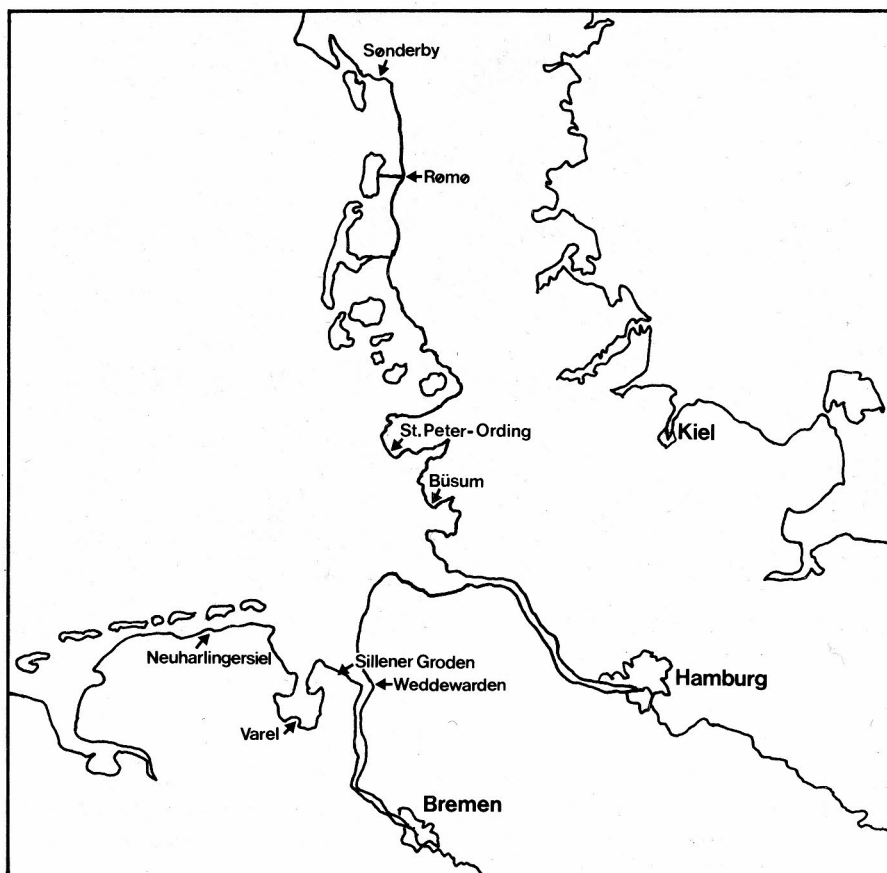 Sønderby
Rømø
St.Peter-Ording
Kiel
Büsum
Sillener Groden
Neuharlingersiel
Weddewarden
Hamburg
Varel
Bremen